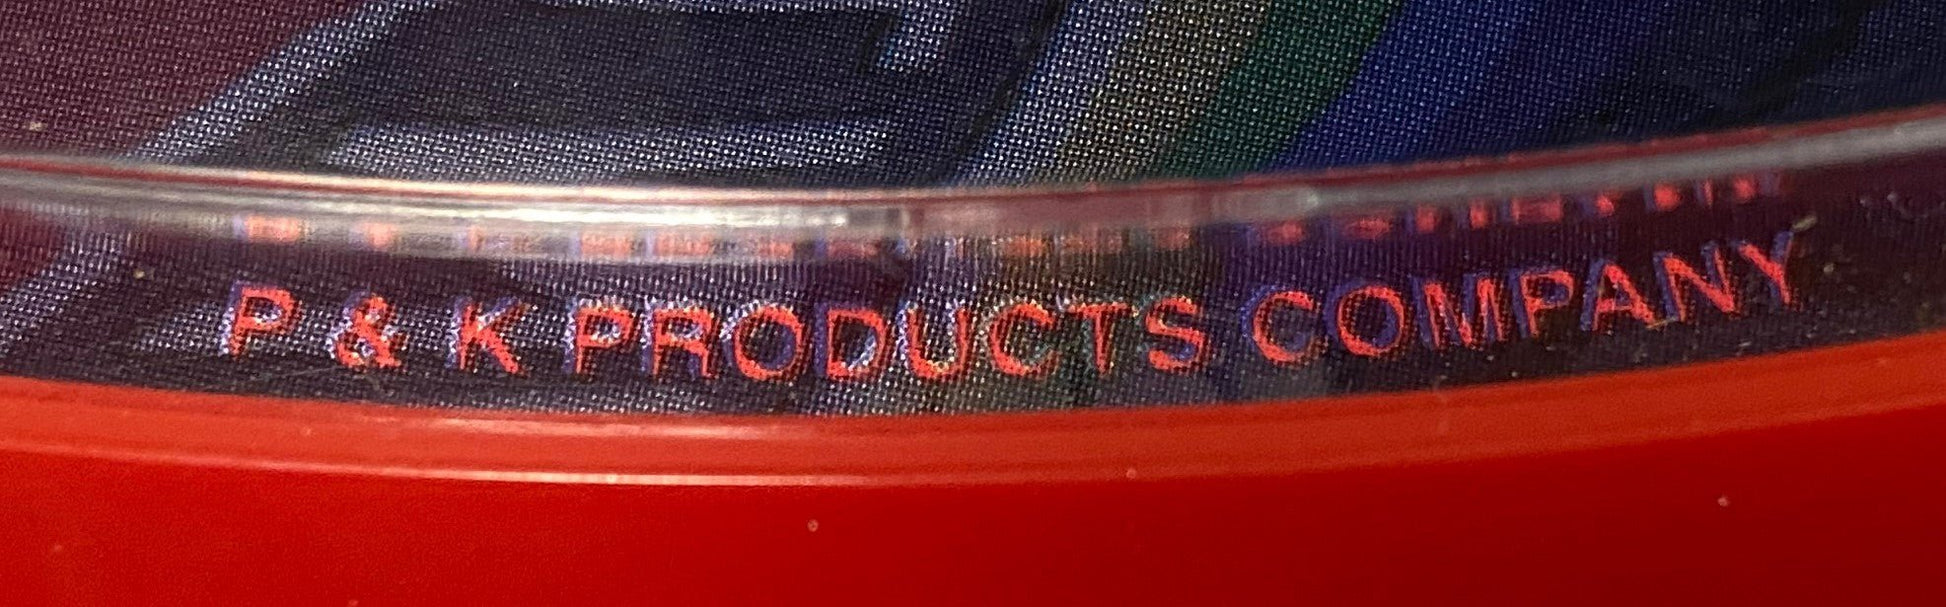 P & K PRODUCTS COMPANY